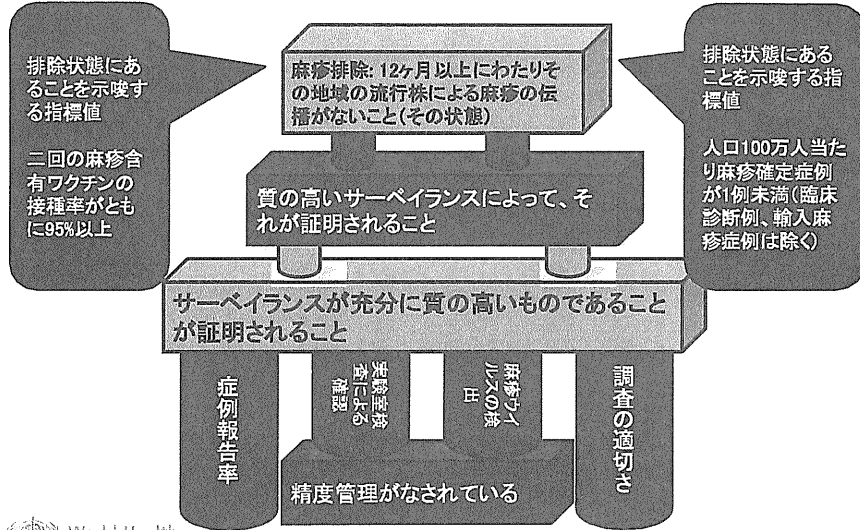 排除状態にあ
ることを示唆す
る指標値
二回の麻疹含
有ワクチンの
接種率がとも
に95%以上
麻疹排除: 12ヶ月以上にわたりそ
の地域の流行株による麻疹の伝
播がないこと(その状態)
排除状態にある
ことを示唆する指
標値
人口100万人当た
り麻疹確定症例
が1例未満(臨床
診断例、輸入麻
疹症例は除く)
質の高いサーベイランスによって、そ
れが証明されること
サーベイランスが充分に質の高いものであること
が証明されること
症例報告率
実験室検
査による
確認
麻疹ウイ
ルスの検
出
調査の適切さ
精度管理がなされている